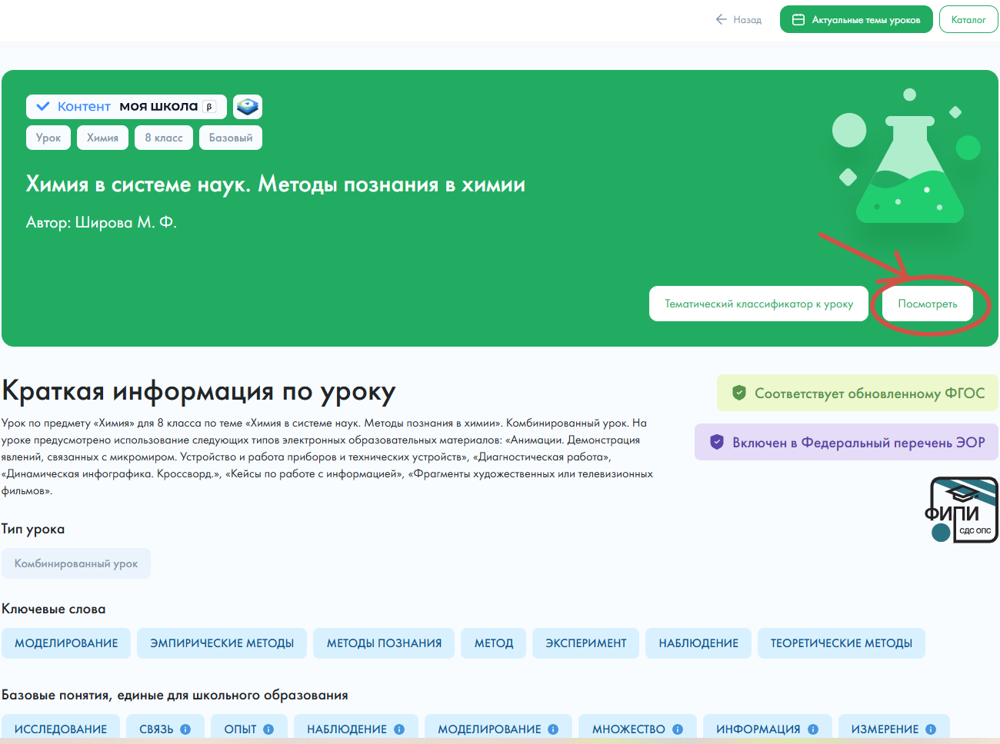 Назад
Актуальные темы уроков
Каталог
Контент моя школа β
Урок
Химия
8 класс
Базовый
Химия в системе наук. Методы познания в химии
Автор: Широва М. Ф.
Тематический классификатор к уроку
Посмотреть
Краткая информация по уроку
Урок по предмету «Химия» для 8 класса по теме «Химия в системе наук. Методы познания в химии». Комбинированный урок. На
уроке предусмотрено использование следующих типов электронных образовательных материалов: «Анимации. Демонстрация
явлений, связанных с микромиром. Устройство и работа приборов и технических устройств», «Диагностическая работа»,
«Динамическая инфографика. Кроссворд.», «Кейсы по работе с информацией», «Фрагменты художественных или телевизионных
фильмов».
Соответствует обновленному ФГОС
Включен в Федеральный перечень ЭОР
ФИПИ
СДС ОПС
Тип урока
Комбинированный урок
Ключевые слова
МОДЕЛИРОВАНИЕ
ЭМПИРИЧЕСКИЕ МЕТОДЫ
МЕТОДЫ ПОЗНАНИЯ
МЕТОД
ЭКСПЕРИМЕНТ
НАБЛЮДЕНИЕ
ТЕОРЕТИЧЕСКИЕ МЕТОДЫ
Базовые понятия, единые для школьного образования
ИССЛЕДОВАНИЕ
СВЯЗЬ
ОПЫТ
НАБЛЮДЕНИЕ
МОДЕЛИРОВАНИЕ
МНОЖЕСТВО
ИНФОРМАЦИЯ
ИЗМЕРЕНИЕ